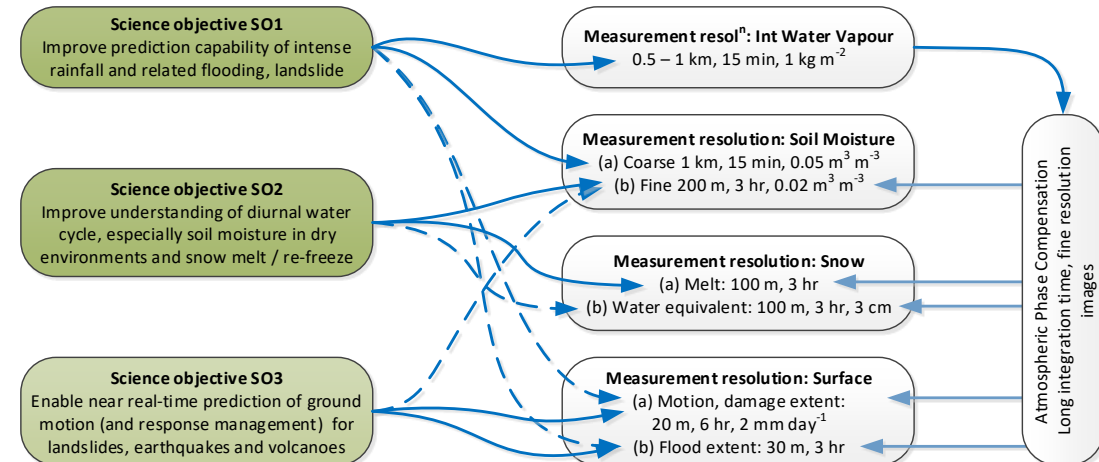 Science objective SO1
Improve prediction capability of intense
rainfall and related flooding, landslide
Measurement resolⁿ: Int Water Vapour
0.5 – 1 km, 15 min, 1 kg m⁻²
Measurement resolution: Soil Moisture
(a) Coarse 1 km, 15 min, 0.05 m³ m⁻³
(b) Fine 200 m, 3 hr, 0.02 m³ m⁻³
Science objective SO2
Improve understanding of diurnal water
cycle, especially soil moisture in dry
environments and snow melt / re-freeze
Measurement resolution: Snow
(a) Melt: 100 m, 3 hr
(b) Water equivalent: 100 m, 3 hr, 3 cm
Science objective SO3
Enable near real-time prediction of ground
motion (and response management) for
landslides, earthquakes and volcanoes
Measurement resolution: Surface
(a) Motion, damage extent:
20 m, 6 hr, 2 mm day⁻¹
(b) Flood extent: 30 m, 3 hr
Atmospheric Phase Compensation
Long integration time, fine resolution
images